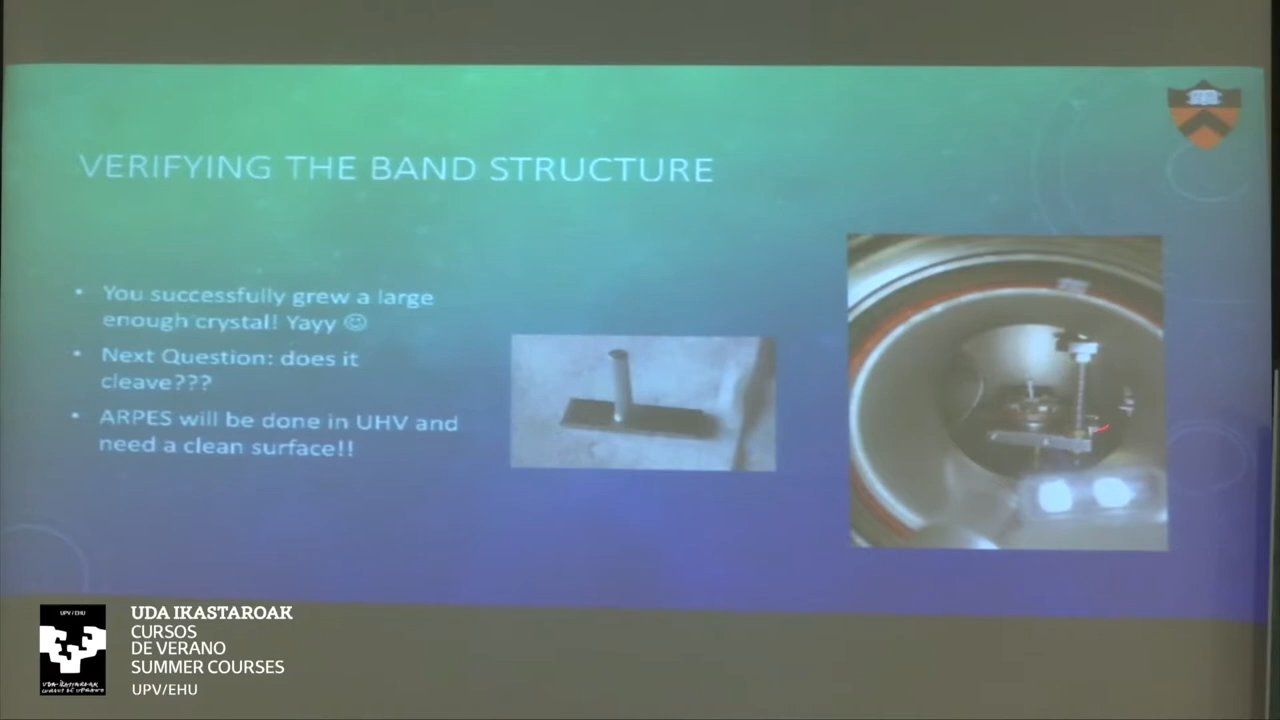 VERIFYING THE BAND STRUCTURE
• You successfully grew a large
enough crystal! Yayy ☺
• Next Question: does it
cleave???
• ARPES will be done in UHV and
need a clean surface!!
UPV / EHU
UDA IKASTAROAK
CURSOS
DE VERANO
SUMMER COURSES
UPV/EHU